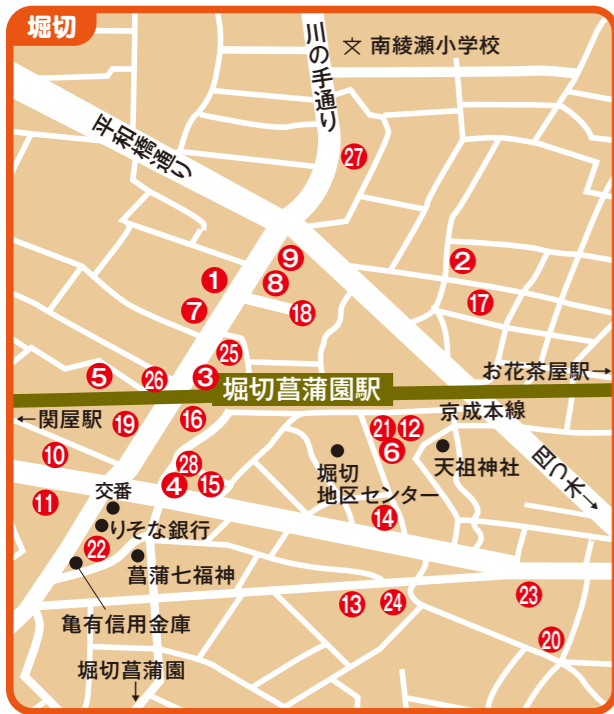 堀切
文 南綾瀬小学校
川の手通り
平和橋通り
27
9
2
1
8
17
7
18
25
お花茶屋駅→
5
26
3
堀切菖蒲園駅
←関屋駅
京成本線
19
16
21
12
10
6
28
天祖神社
四つ木→
堀切
地区センター
4
15
11
交番
14
りそな銀行
22
菖蒲七福神
23
13
24
亀有信用金庫
20
堀切菖蒲園
↓